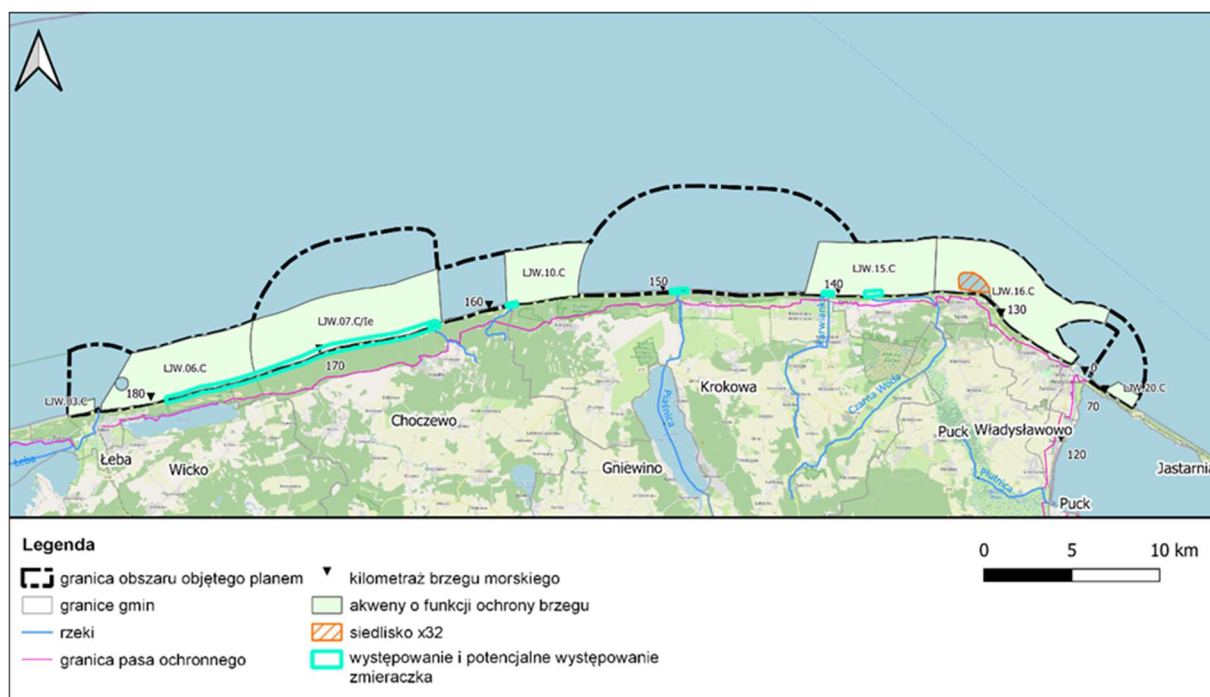 LJW.03.C
LJW.06.C
LJW.07.C/Ie
LJW.10.C
LJW.15.C
LJW.16.C
LJW.20.C
180
170
160
150
140
130
0
70
120
Łeba
Łeba
Wicko
Choczewo
Gniewino
Piaśnica
Krokowa
Karwianka
Czarna Woda
Puck
Władysławowo
Płutnica
Puck
Jastarnia
Legenda
granica obszaru objętego planem
granice gmin
rzeki
granica pasa ochronnego
kilometraż brzegu morskiego
akweny o funkcji ochrony brzegu
siedlisko x32
występowanie i potencjalne występowanie
zmieraczka
0 5 10 km